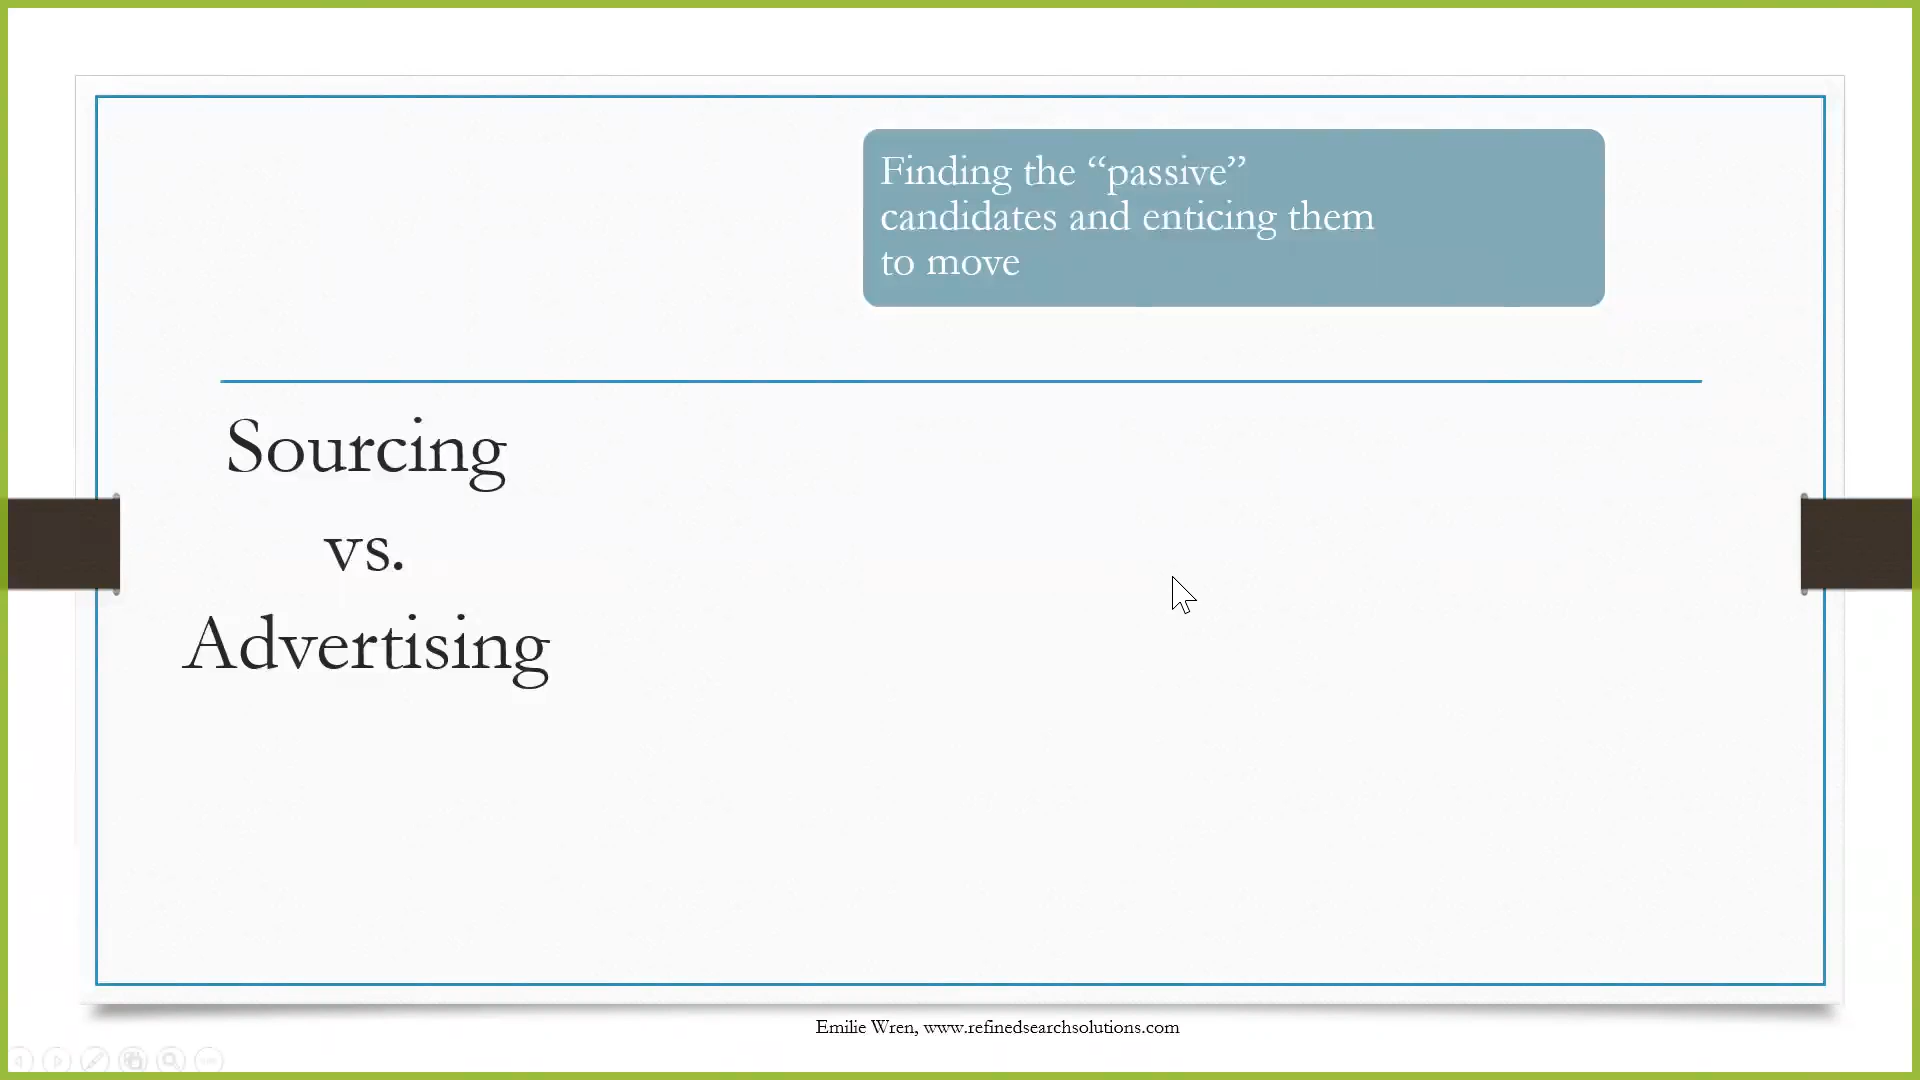 Finding the “passive”
candidates and enticing them
to move
Sourcing
vs.
Advertising
Emilie Wren, www.refinedsearchsolutions.com